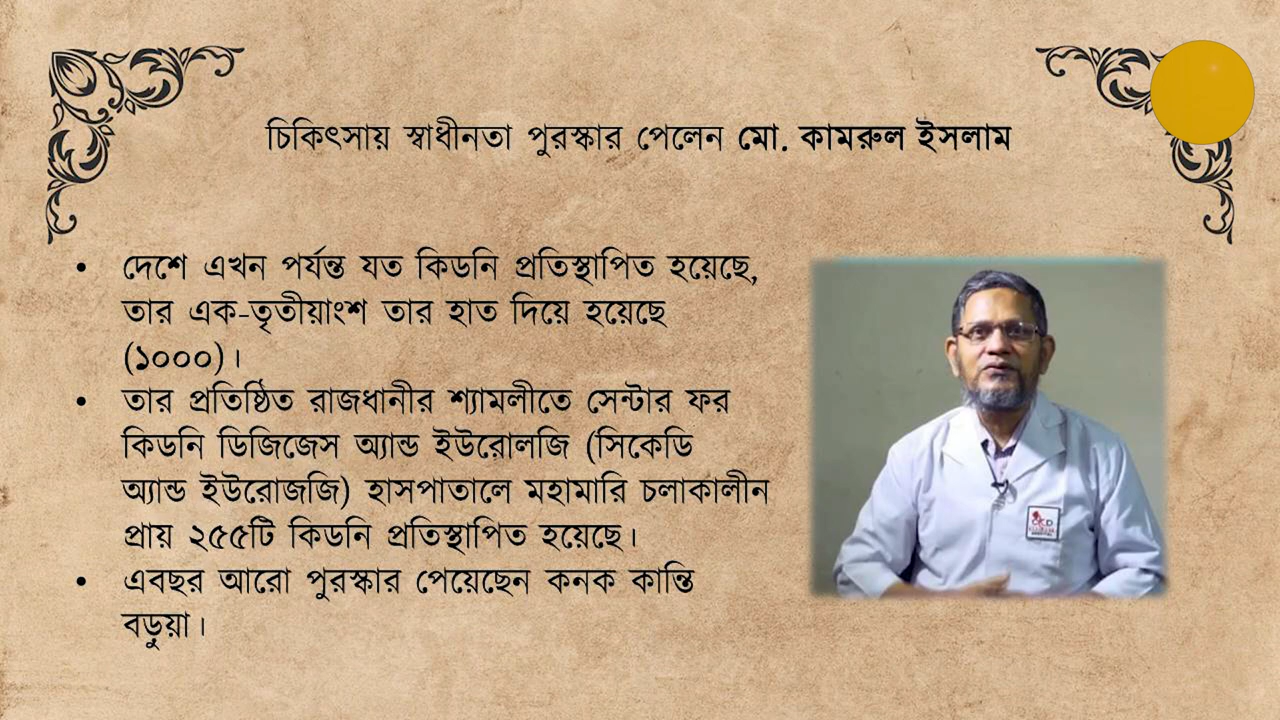 চিকিৎসায় স্বাধীনতা পুরস্কার পেলেন মো. কামরুল ইসলাম
• দেশে এখন পর্যন্ত যত কিডনি প্রতিস্থাপিত হয়েছে,
তার এক-তৃতীয়াংশ তার হাত দিয়ে হয়েছে
(১০০০)।
• তার প্রতিষ্ঠিত রাজধানীর শ্যামলীতে সেন্টার ফর
কিডনি ডিজিজেস অ্যান্ড ইউরোলজি (সিকেডি
অ্যান্ড ইউরোজজি) হাসপাতালে মহামারি চলাকালীন
প্রায় ২৫৫টি কিডনি প্রতিস্থাপিত হয়েছে।
• এবছর আরো পুরস্কার পেয়েছেন কনক কান্তি
বড়ুয়া।
CKD